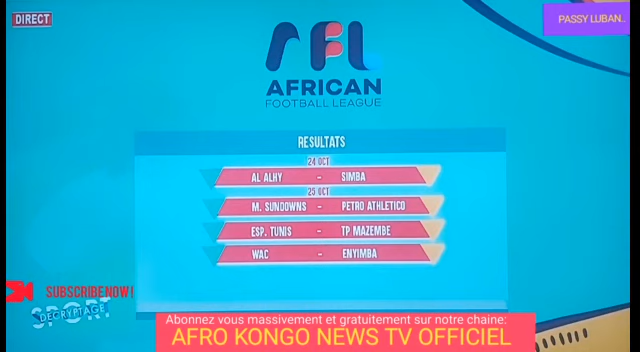 DIRECT
PASSY LUBAN..
AFL
AFRICAN
FOOTBALL LEAGUE
RESULTATS
24 OCT
AL ALHY - SIMBA
25 OCT
M. SUNDOWNS - PETRO ATHLETICO
ESP. TUNIS - TP MAZEMBE
WAC - ENYIMBA
SUBSCRIBE NOW!
SPORT
DECRYPTAGE
Abonnez vous massivement et gratuitement sur notre chaine:
AFRO KONGO NEWS TV OFFICIEL